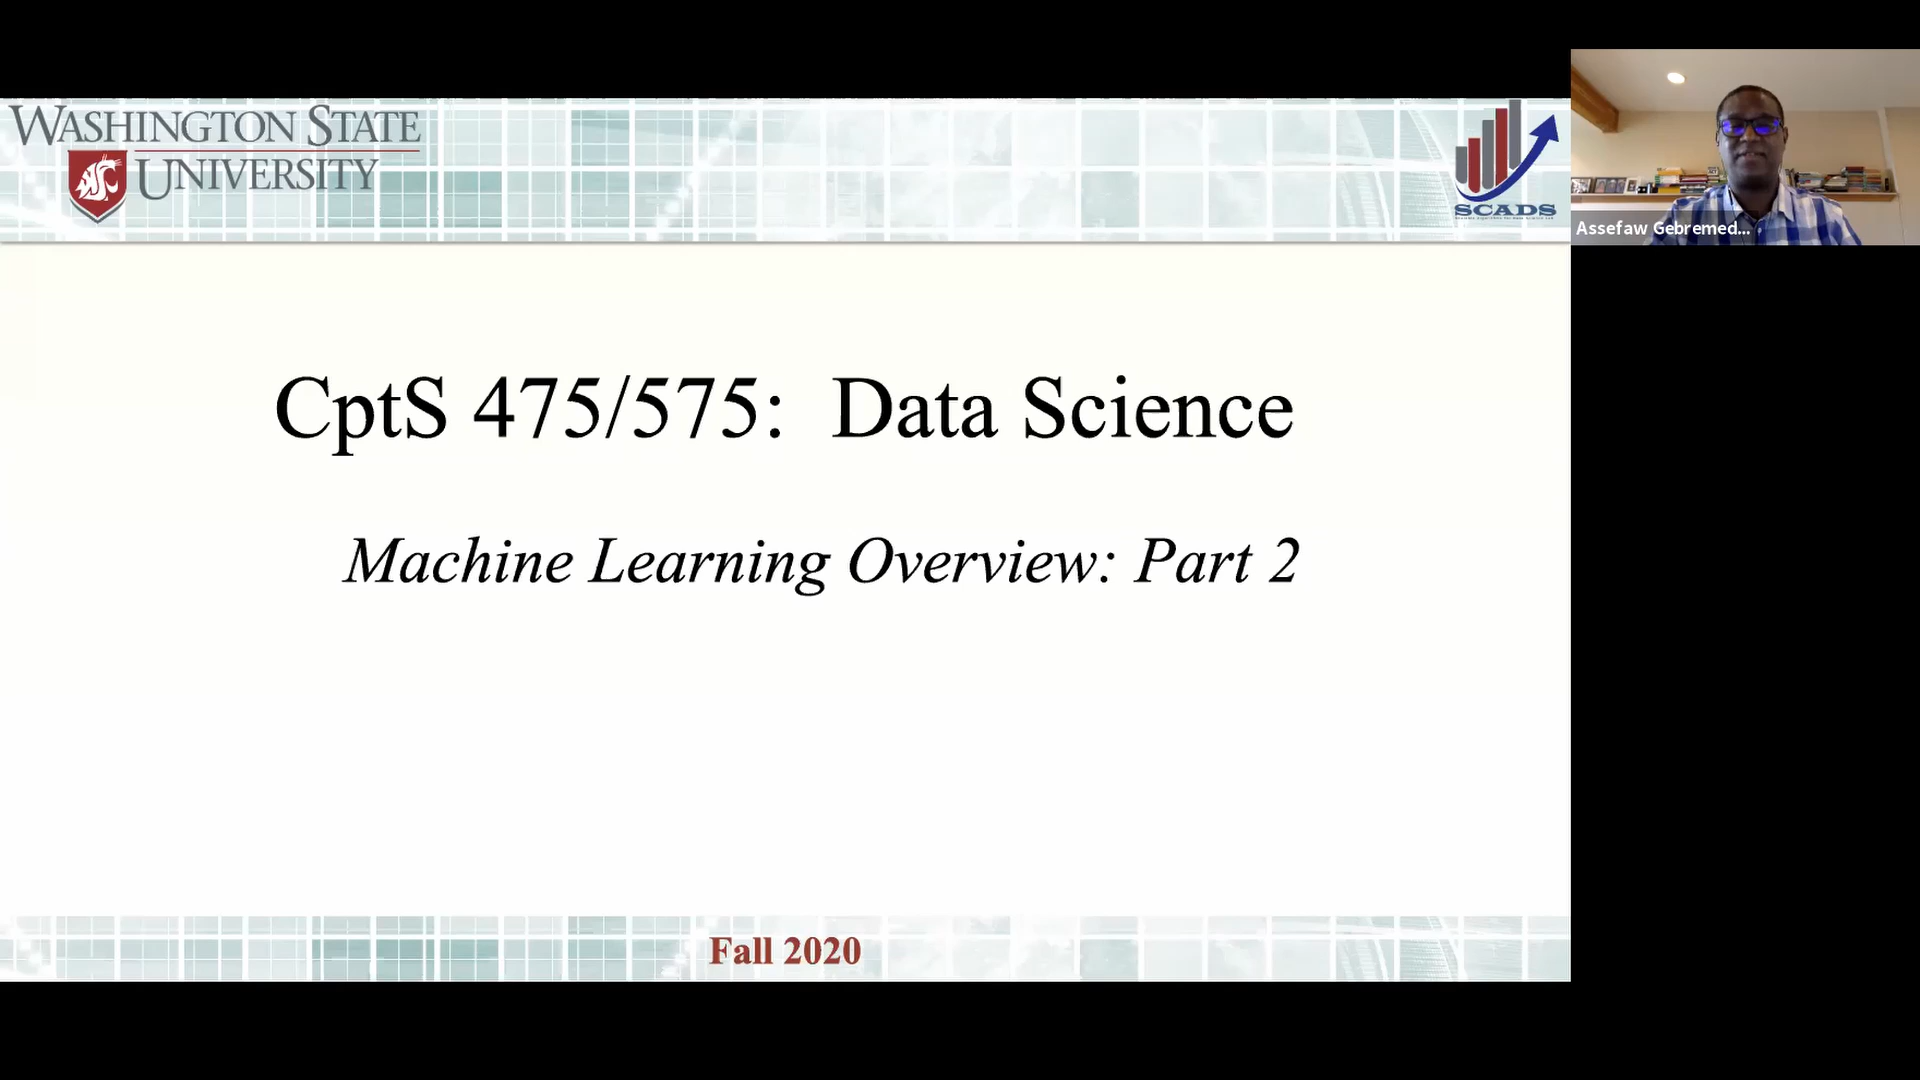 WASHINGTON STATE
UNIVERSITY
SCADS
Assefaw Gebremed...
CptS 475/575: Data Science
Machine Learning Overview: Part 2
Fall 2020